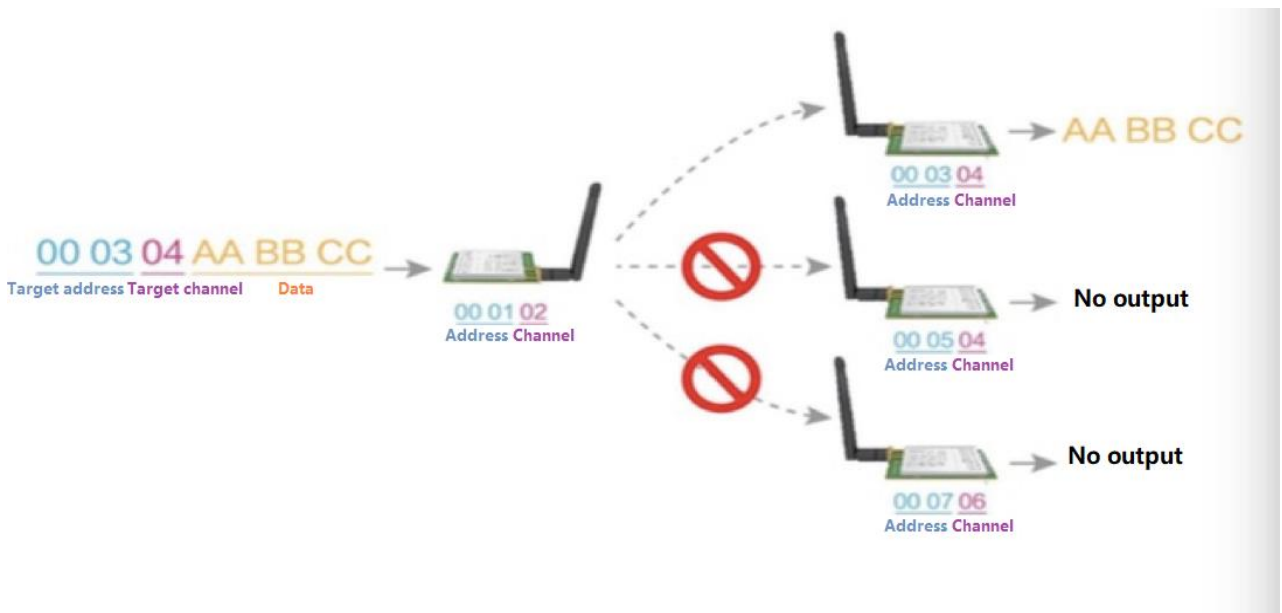 00 03 04 AA BB CC
Target address Target channel Data
00 01 02
Address Channel
AA BB CC
00 03 04
Address Channel
No output
00 05 04
Address Channel
No output
00 07 06
Address Channel